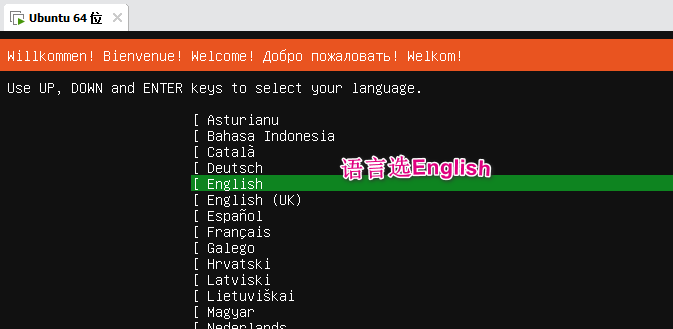 Ubuntu 64 位
Willkommen! Bienvenue! Welcome! Добро пожаловать! Welkom!
Use UP, DOWN and ENTER keys to select your language.
[ Asturianu
[ Bahasa Indonesia
[ Català
[ Deutsch
语言选English
[ English
[ English (UK)
[ Español
[ Français
[ Galego
[ Hrvatski
[ Latviski
[ Lietuviškai
[ Magyar
[ Nederlands